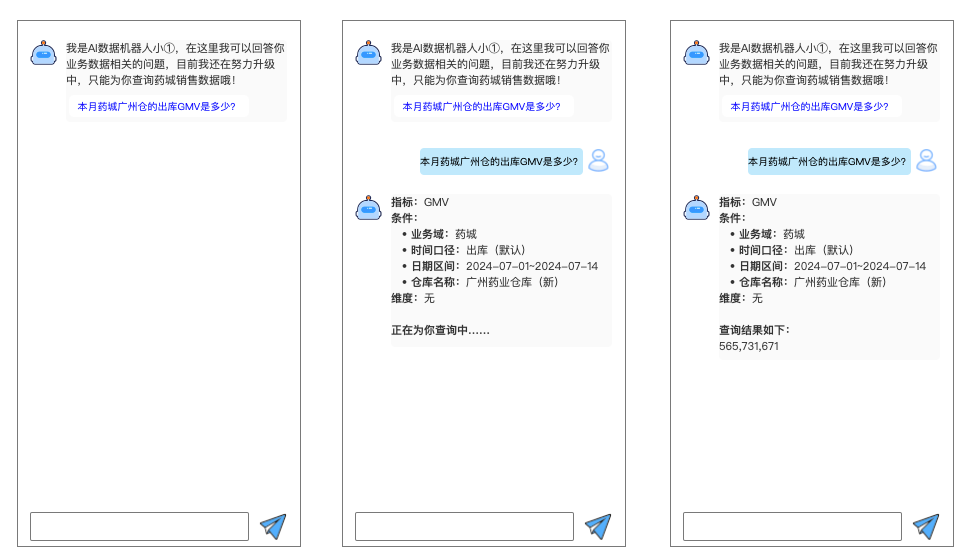 我是AI数据机器人小①，在这里我可以回答你
业务数据相关的问题，目前我还在努力升级
中，只能为你查询药城销售数据哦！
本月药城广州仓的出库GMV是多少？
我是AI数据机器人小①，在这里我可以回答你
业务数据相关的问题，目前我还在努力升级
中，只能为你查询药城销售数据哦！
本月药城广州仓的出库GMV是多少？
本月药城广州仓的出库GMV是多少？
指标：GMV
条件：
• 业务域：药城
• 时间口径：出库（默认）
• 日期区间：2024-07-01~2024-07-14
• 仓库名称：广州药业仓库（新）
维度：无
正在为你查询中……
我是AI数据机器人小①，在这里我可以回答你
业务数据相关的问题，目前我还在努力升级
中，只能为你查询药城销售数据哦！
本月药城广州仓的出库GMV是多少？
本月药城广州仓的出库GMV是多少？
指标：GMV
条件：
• 业务域：药城
• 时间口径：出库（默认）
• 日期区间：2024-07-01~2024-07-14
• 仓库名称：广州药业仓库（新）
维度：无
查询结果如下：
565,731,671